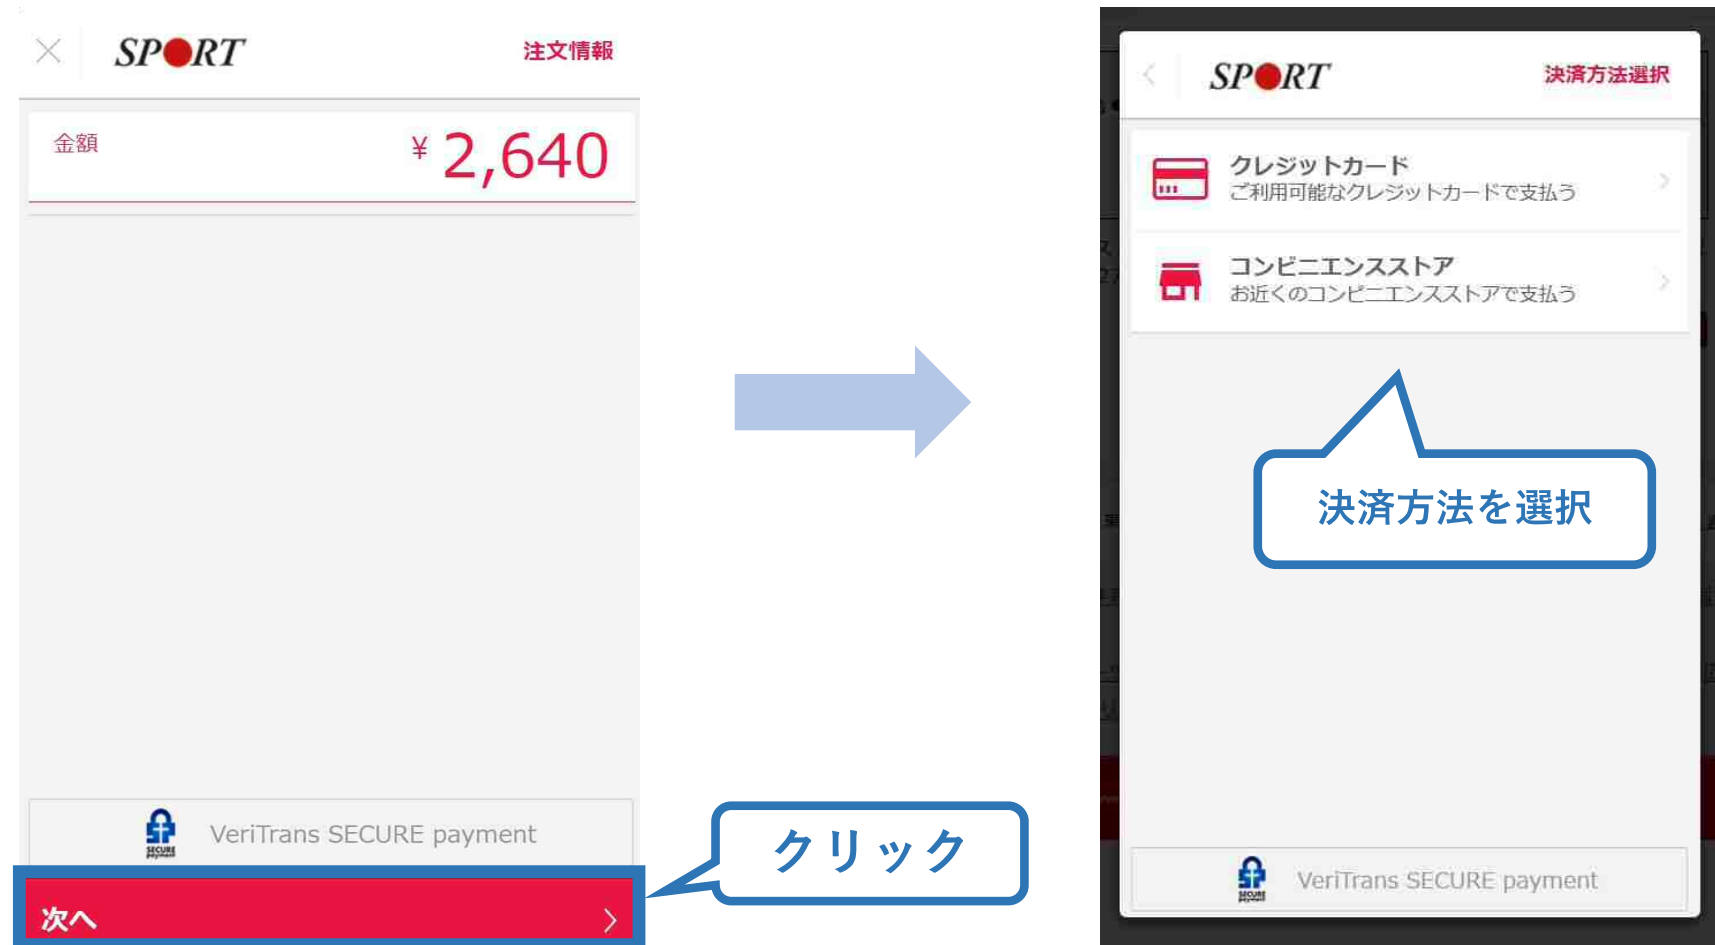 SPORT
注文情報
金額
¥ 2,640
VeriTrans SECURE payment
SECURE
payment
次へ
クリック
SPORT
決済方法選択
クレジットカード
ご利用可能なクレジットカードで支払う
コンビニエンスストア
お近くのコンビニエンスストアで支払う
決済方法を選択
VeriTrans SECURE payment
SECURE
payment